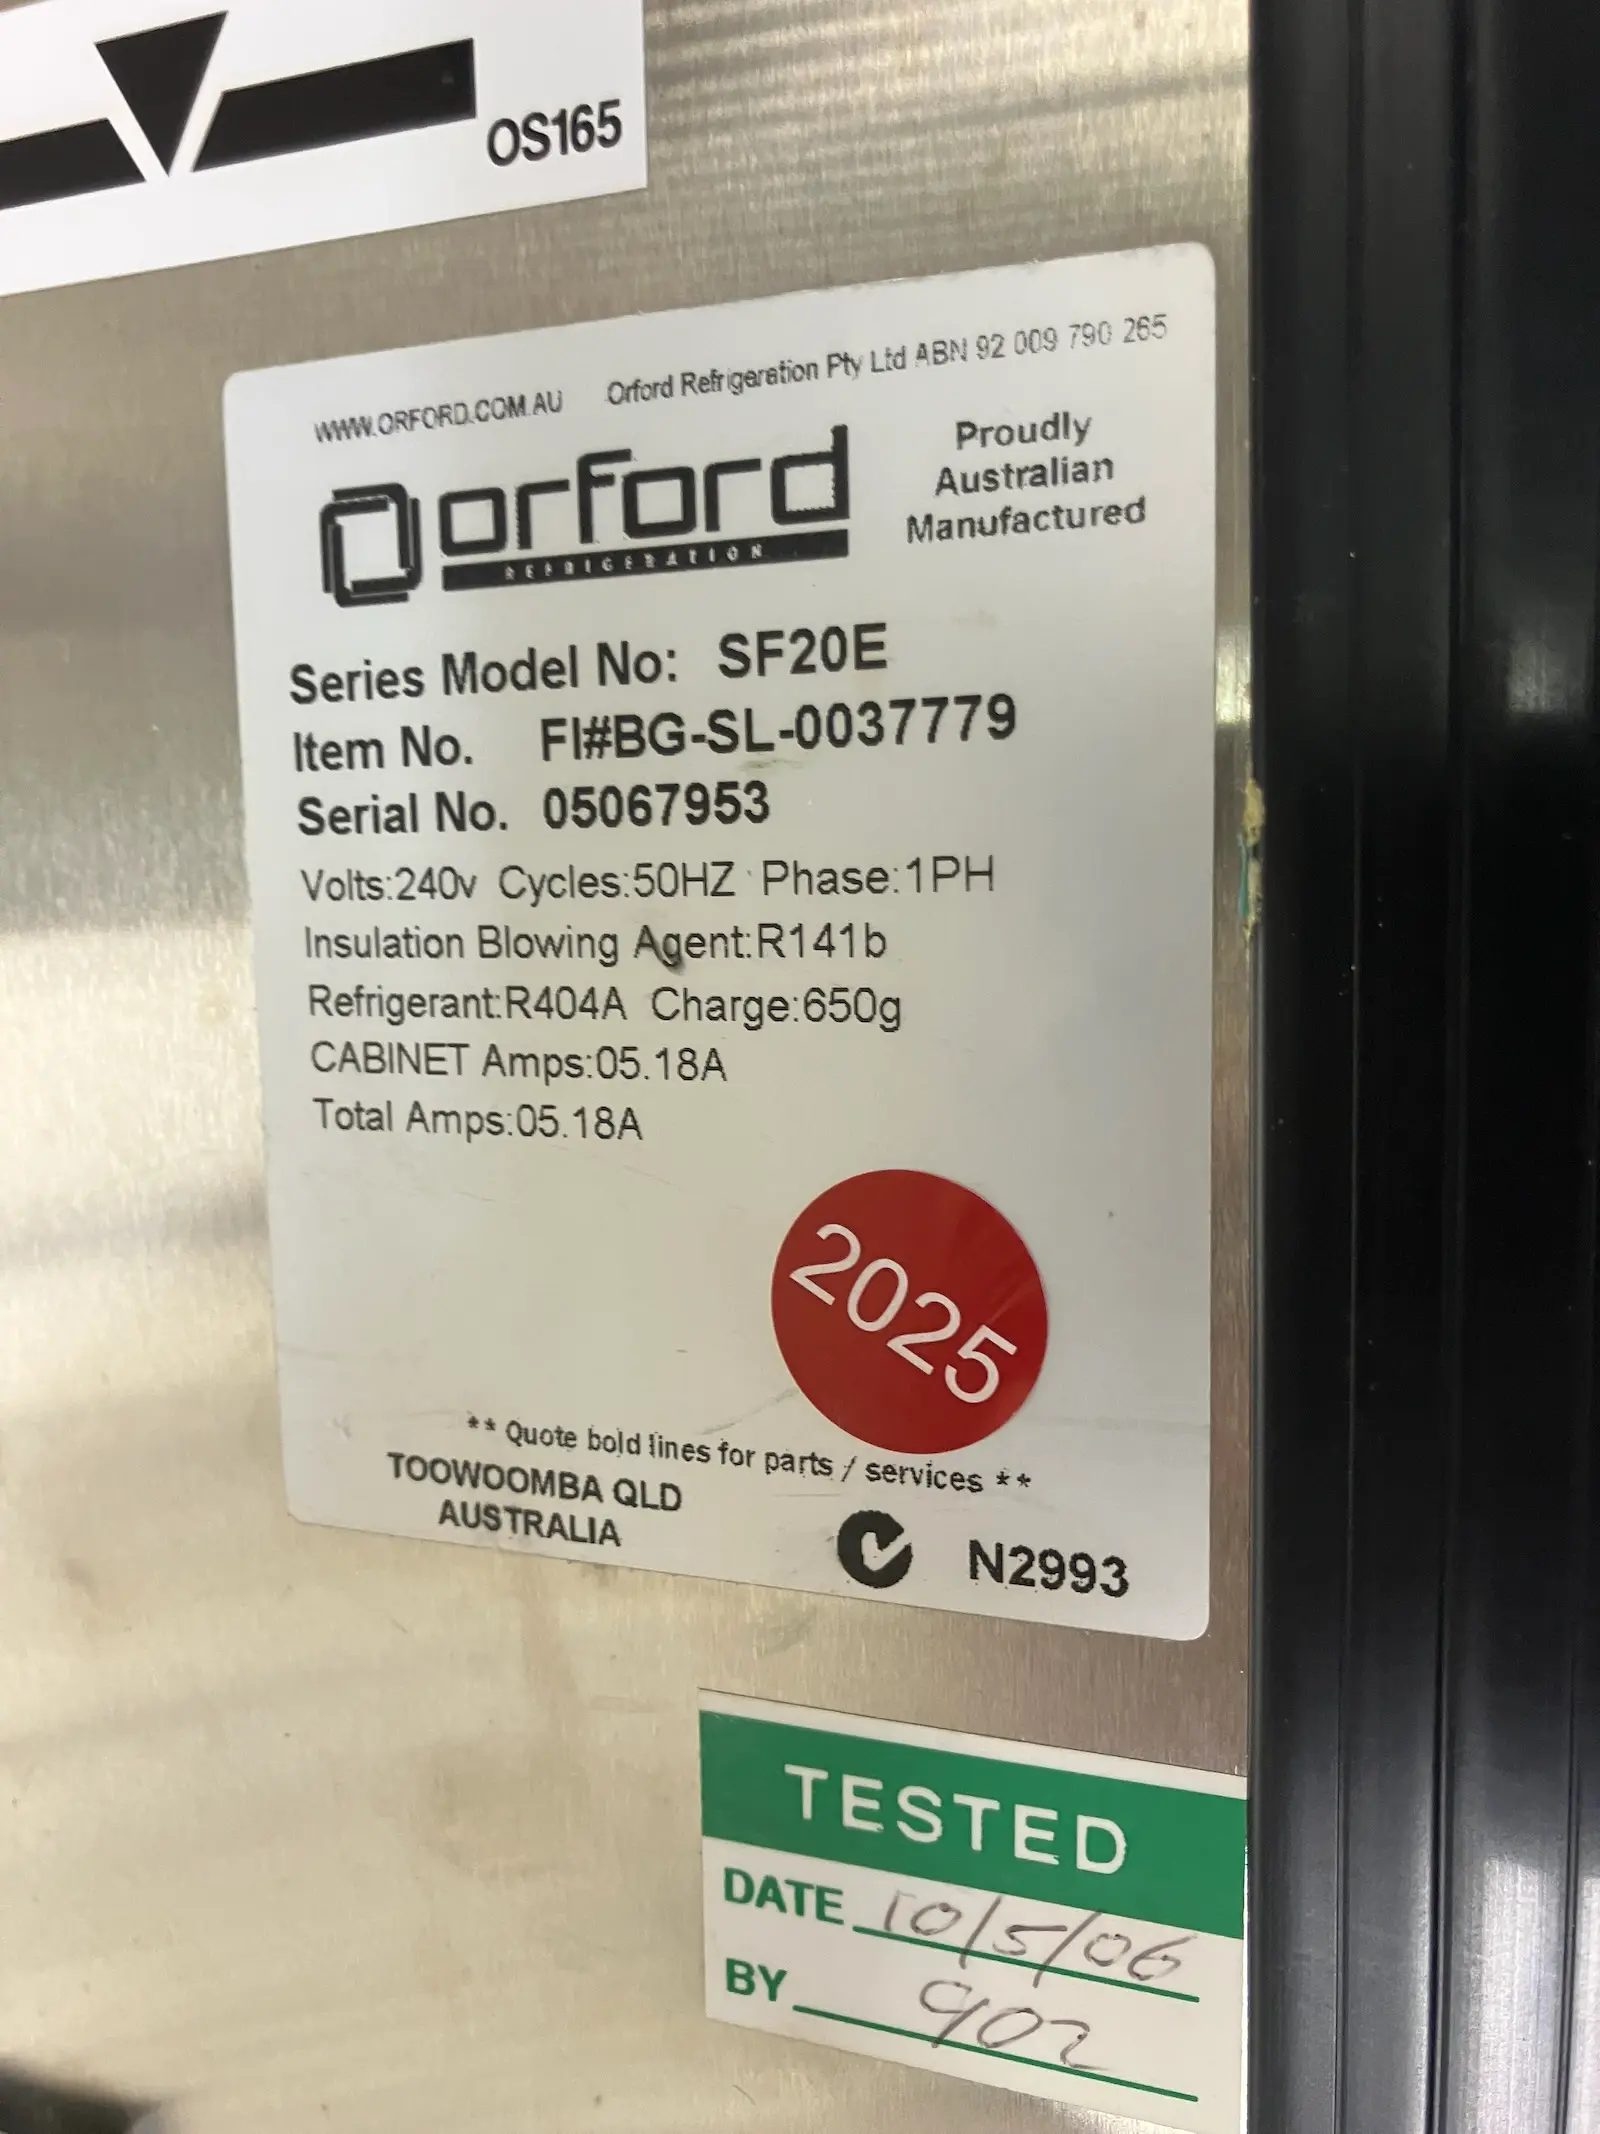 OS165
WWW.ORFORD.COM.AU Orford Refrigeration Pty Ltd ABN 92 009 790 265
orford
REFRIGERATION
Proudly
Australian
Manufactured
Series Model No: SF20E
Item No. FI#BG-SL-0037779
Serial No. 05067953
Volts:240v Cycles:50HZ Phase:1PH
Insulation Blowing Agent:R141b
Refrigerant:R404A Charge:650g
CABINET Amps:05.18A
Total Amps:05.18A
2025
** Quote bold lines for parts / services **
TOOWOOMBA QLD
AUSTRALIA
N2993
TESTED
DATE 10/5/06
BY 902